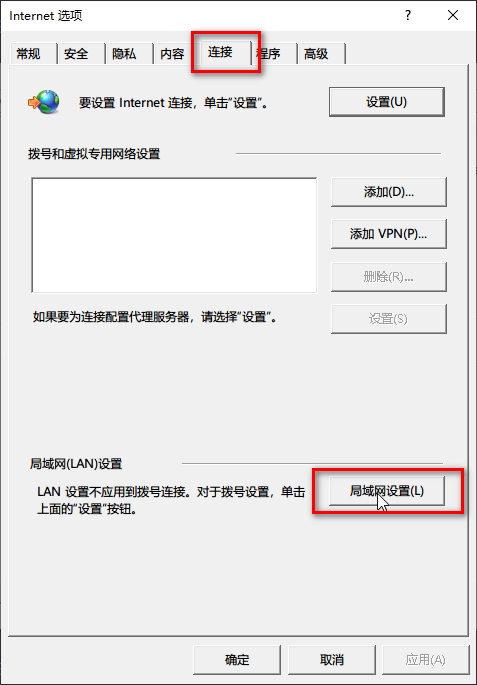 Internet 选项
?
常规 安全 隐私 内容 连接 程序 高级
要设置 Internet 连接，单击“设置”。
设置(U)
拨号和虚拟专用网络设置
添加(D)...
添加 VPN(P)...
删除(R)...
如果要为连接配置代理服务器，请选择“设置”。
设置(S)
局域网(LAN)设置
LAN 设置不应用到拨号连接。对于拨号设置，单击
上面的“设置”按钮。
局域网设置(L)
确定 取消 应用(A)